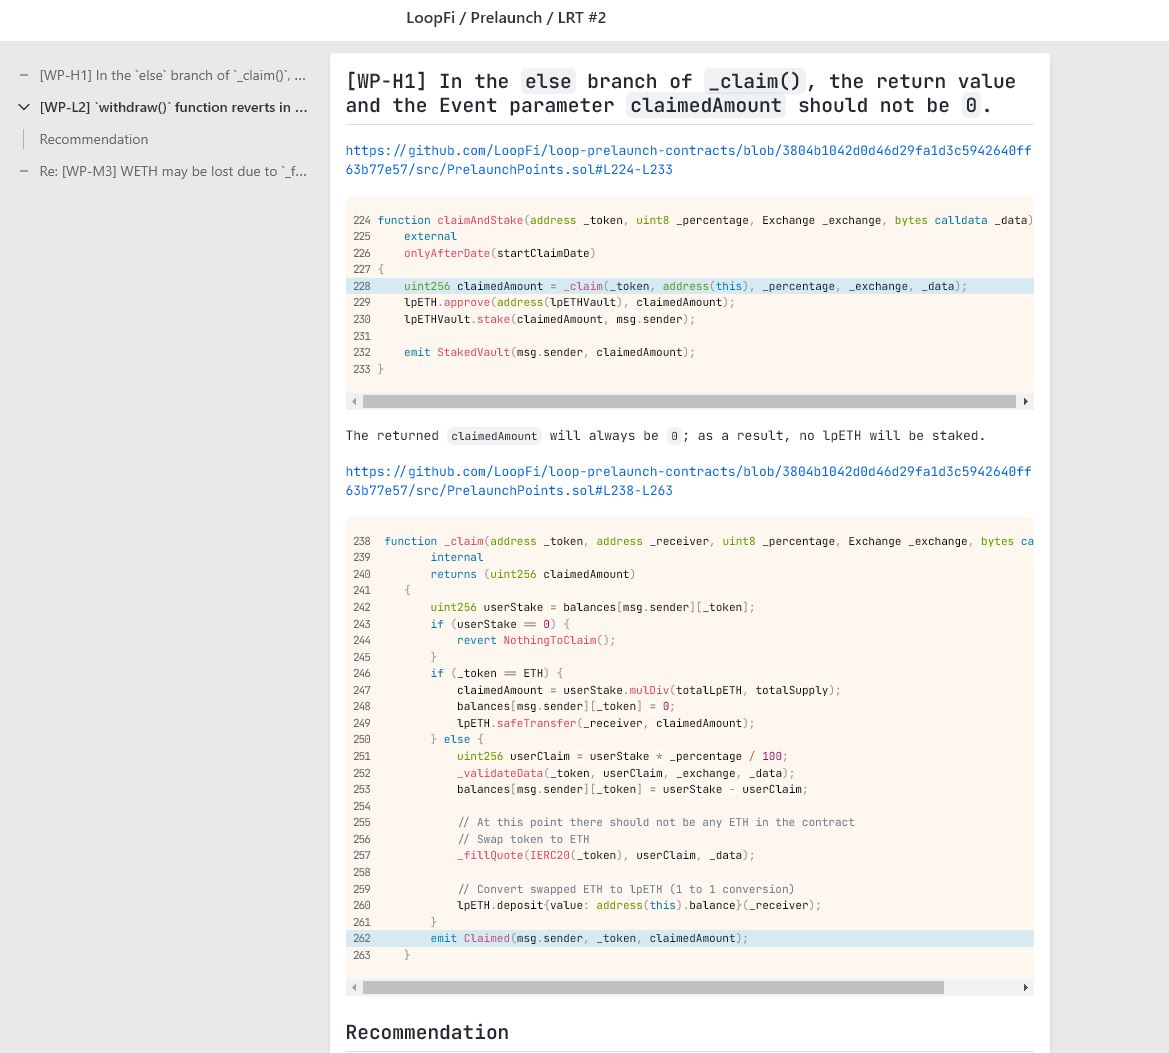 LoopFi / Prelaunch / LRT #2
[WP-H1] In the `else` branch of `_claim()`, ...
[WP-L2] `withdraw()` function reverts in ...
Recommendation
Re: [WP-M3] WETH may be lost due to `_f...
[WP-H1] In the else branch of _claim(), the return value
and the Event parameter claimedAmount should not be 0.
https://github.com/LoopFi/loop-prelaunch-contracts/blob/3804b1042d0d46d29fa1d3c5942640ff
63b77e57/src/PrelaunchPoints.sol#L224-L233
224 function claimAndStake(address _token, uint8 _percentage, Exchange _exchange, bytes calldata _data)
225     external
226     onlyAfterDate(startClaimDate)
227 {
228     uint256 claimedAmount = _claim(_token, address(this), _percentage, _exchange, _data);
229     lpETH.approve(address(lpETHVault), claimedAmount);
230     lpETHVault.stake(claimedAmount, msg.sender);
231
232     emit StakedVault(msg.sender, claimedAmount);
233 }
The returned claimedAmount will always be 0; as a result, no lpETH will be staked.
https://github.com/LoopFi/loop-prelaunch-contracts/blob/3804b1042d0d46d29fa1d3c5942640ff
63b77e57/src/PrelaunchPoints.sol#L238-L263
238 function _claim(address _token, address _receiver, uint8 _percentage, Exchange _exchange, bytes ca
239     internal
240     returns (uint256 claimedAmount)
241 {
242     uint256 userStake = balances[msg.sender][_token];
243     if (userStake == 0) {
244         revert NothingToClaim();
245     }
246     if (_token == ETH) {
247         claimedAmount = userStake.mulDiv(totalLpETH, totalSupply);
248         balances[msg.sender][_token] = 0;
249         lpETH.safeTransfer(_receiver, claimedAmount);
250     } else {
251         uint256 userClaim = userStake * _percentage / 100;
252         _validateData(_token, userClaim, _exchange, _data);
253         balances[msg.sender][_token] = userStake - userClaim;
254
255         // At this point there should not be any ETH in the contract
256         // Swap token to ETH
257         _fillQuote(IERC20(_token), userClaim, _data);
258
259         // Convert swapped ETH to lpETH (1 to 1 conversion)
260         lpETH.deposit{value: address(this).balance}(_receiver);
261     }
262     emit Claimed(msg.sender, _token, claimedAmount);
263 }
Recommendation